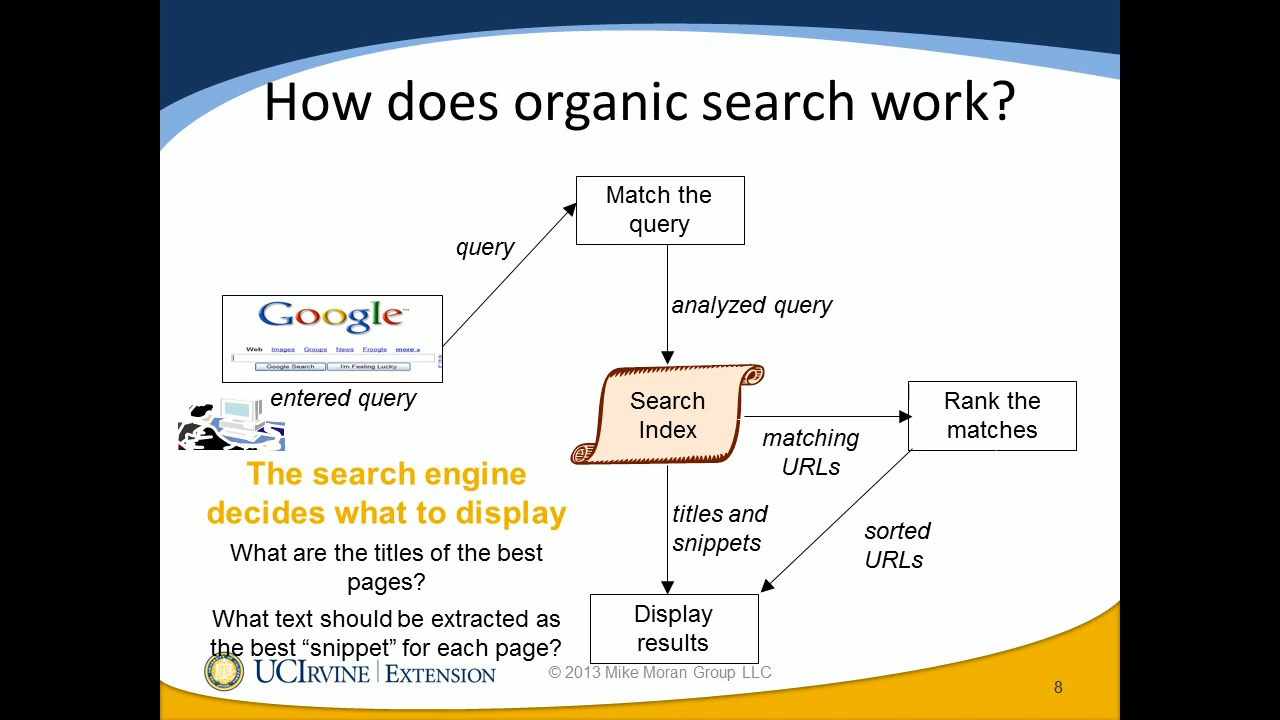 How does organic search work?
Match the
query
query
analyzed query
Google™
Web Images Groups News Froogle more »
Google Search I'm Feeling Lucky
entered query
Search
Index
matching
URLs
Rank the
matches
The search engine
decides what to display
titles and
snippets
sorted
URLs
What are the titles of the best
pages?
What text should be extracted as
the best “snippet” for each page?
Display
results
UCIRVINE | EXTENSION
© 2013 Mike Moran Group LLC
8